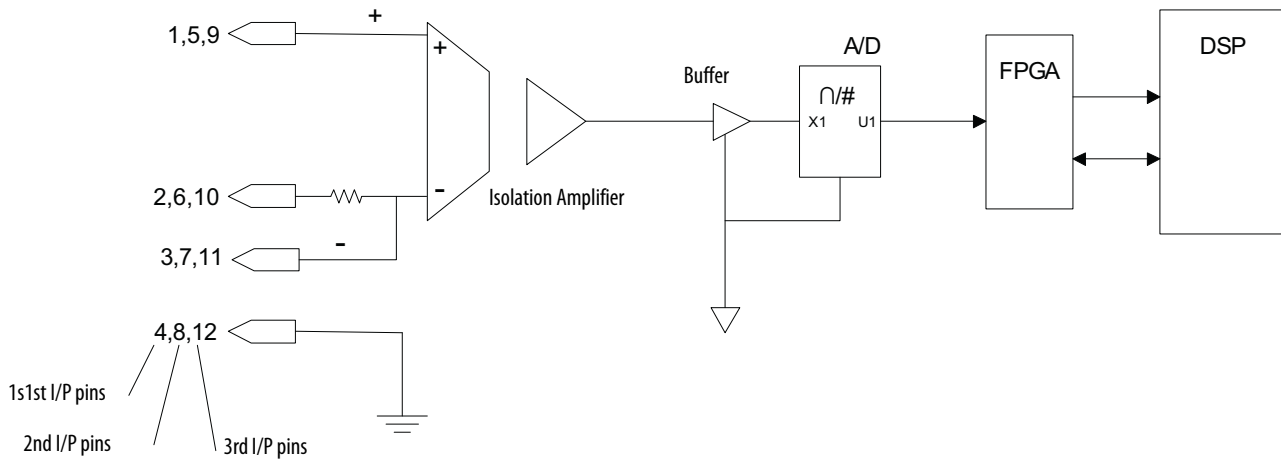 1,5,9
+
+
A/D
DSP
FPGA
Buffer
∩/#
X1
U1
2,6,10
-
Isolation Amplifier
3,7,11
-
4,8,12
1s1st I/P pins
2nd I/P pins
3rd I/P pins